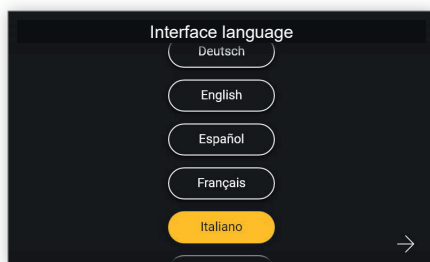 Interface language
Deutsch
English
Español
Français
Italiano